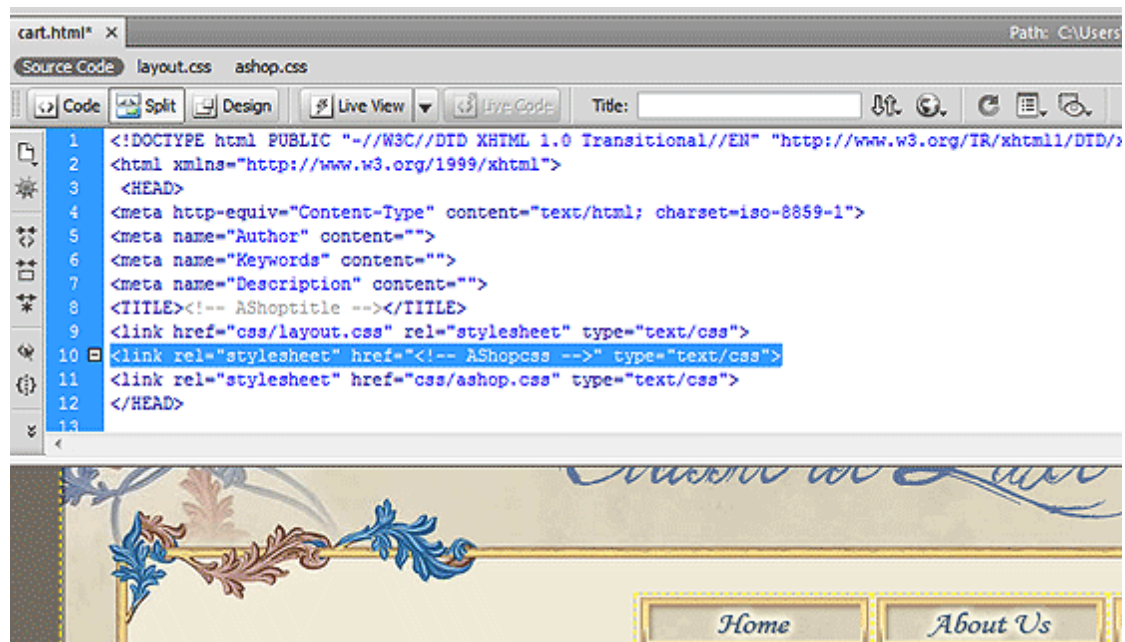 cart.html* ×
Path: C:\Users\
Source Code layout.css ashop.css
Code Split Design Live View Live Code Title:
1 <!DOCTYPE html PUBLIC "-//W3C//DTD XHTML 1.0 Transitional//EN" "http://www.w3.org/TR/xhtml1/DTD/x
2 <html xmlns="http://www.w3.org/1999/xhtml">
3 <HEAD>
4 <meta http-equiv="Content-Type" content="text/html; charset=iso-8859-1">
5 <meta name="Author" content="">
6 <meta name="Keywords" content="">
7 <meta name="Description" content="">
8 <TITLE><!-- AShoptitle --></TITLE>
9 <link href="css/layout.css" rel="stylesheet" type="text/css">
10 <link rel="stylesheet" href="<!-- AShopcss -->" type="text/css">
11 <link rel="stylesheet" href="css/ashop.css" type="text/css">
12 </HEAD>
13
Home About Us